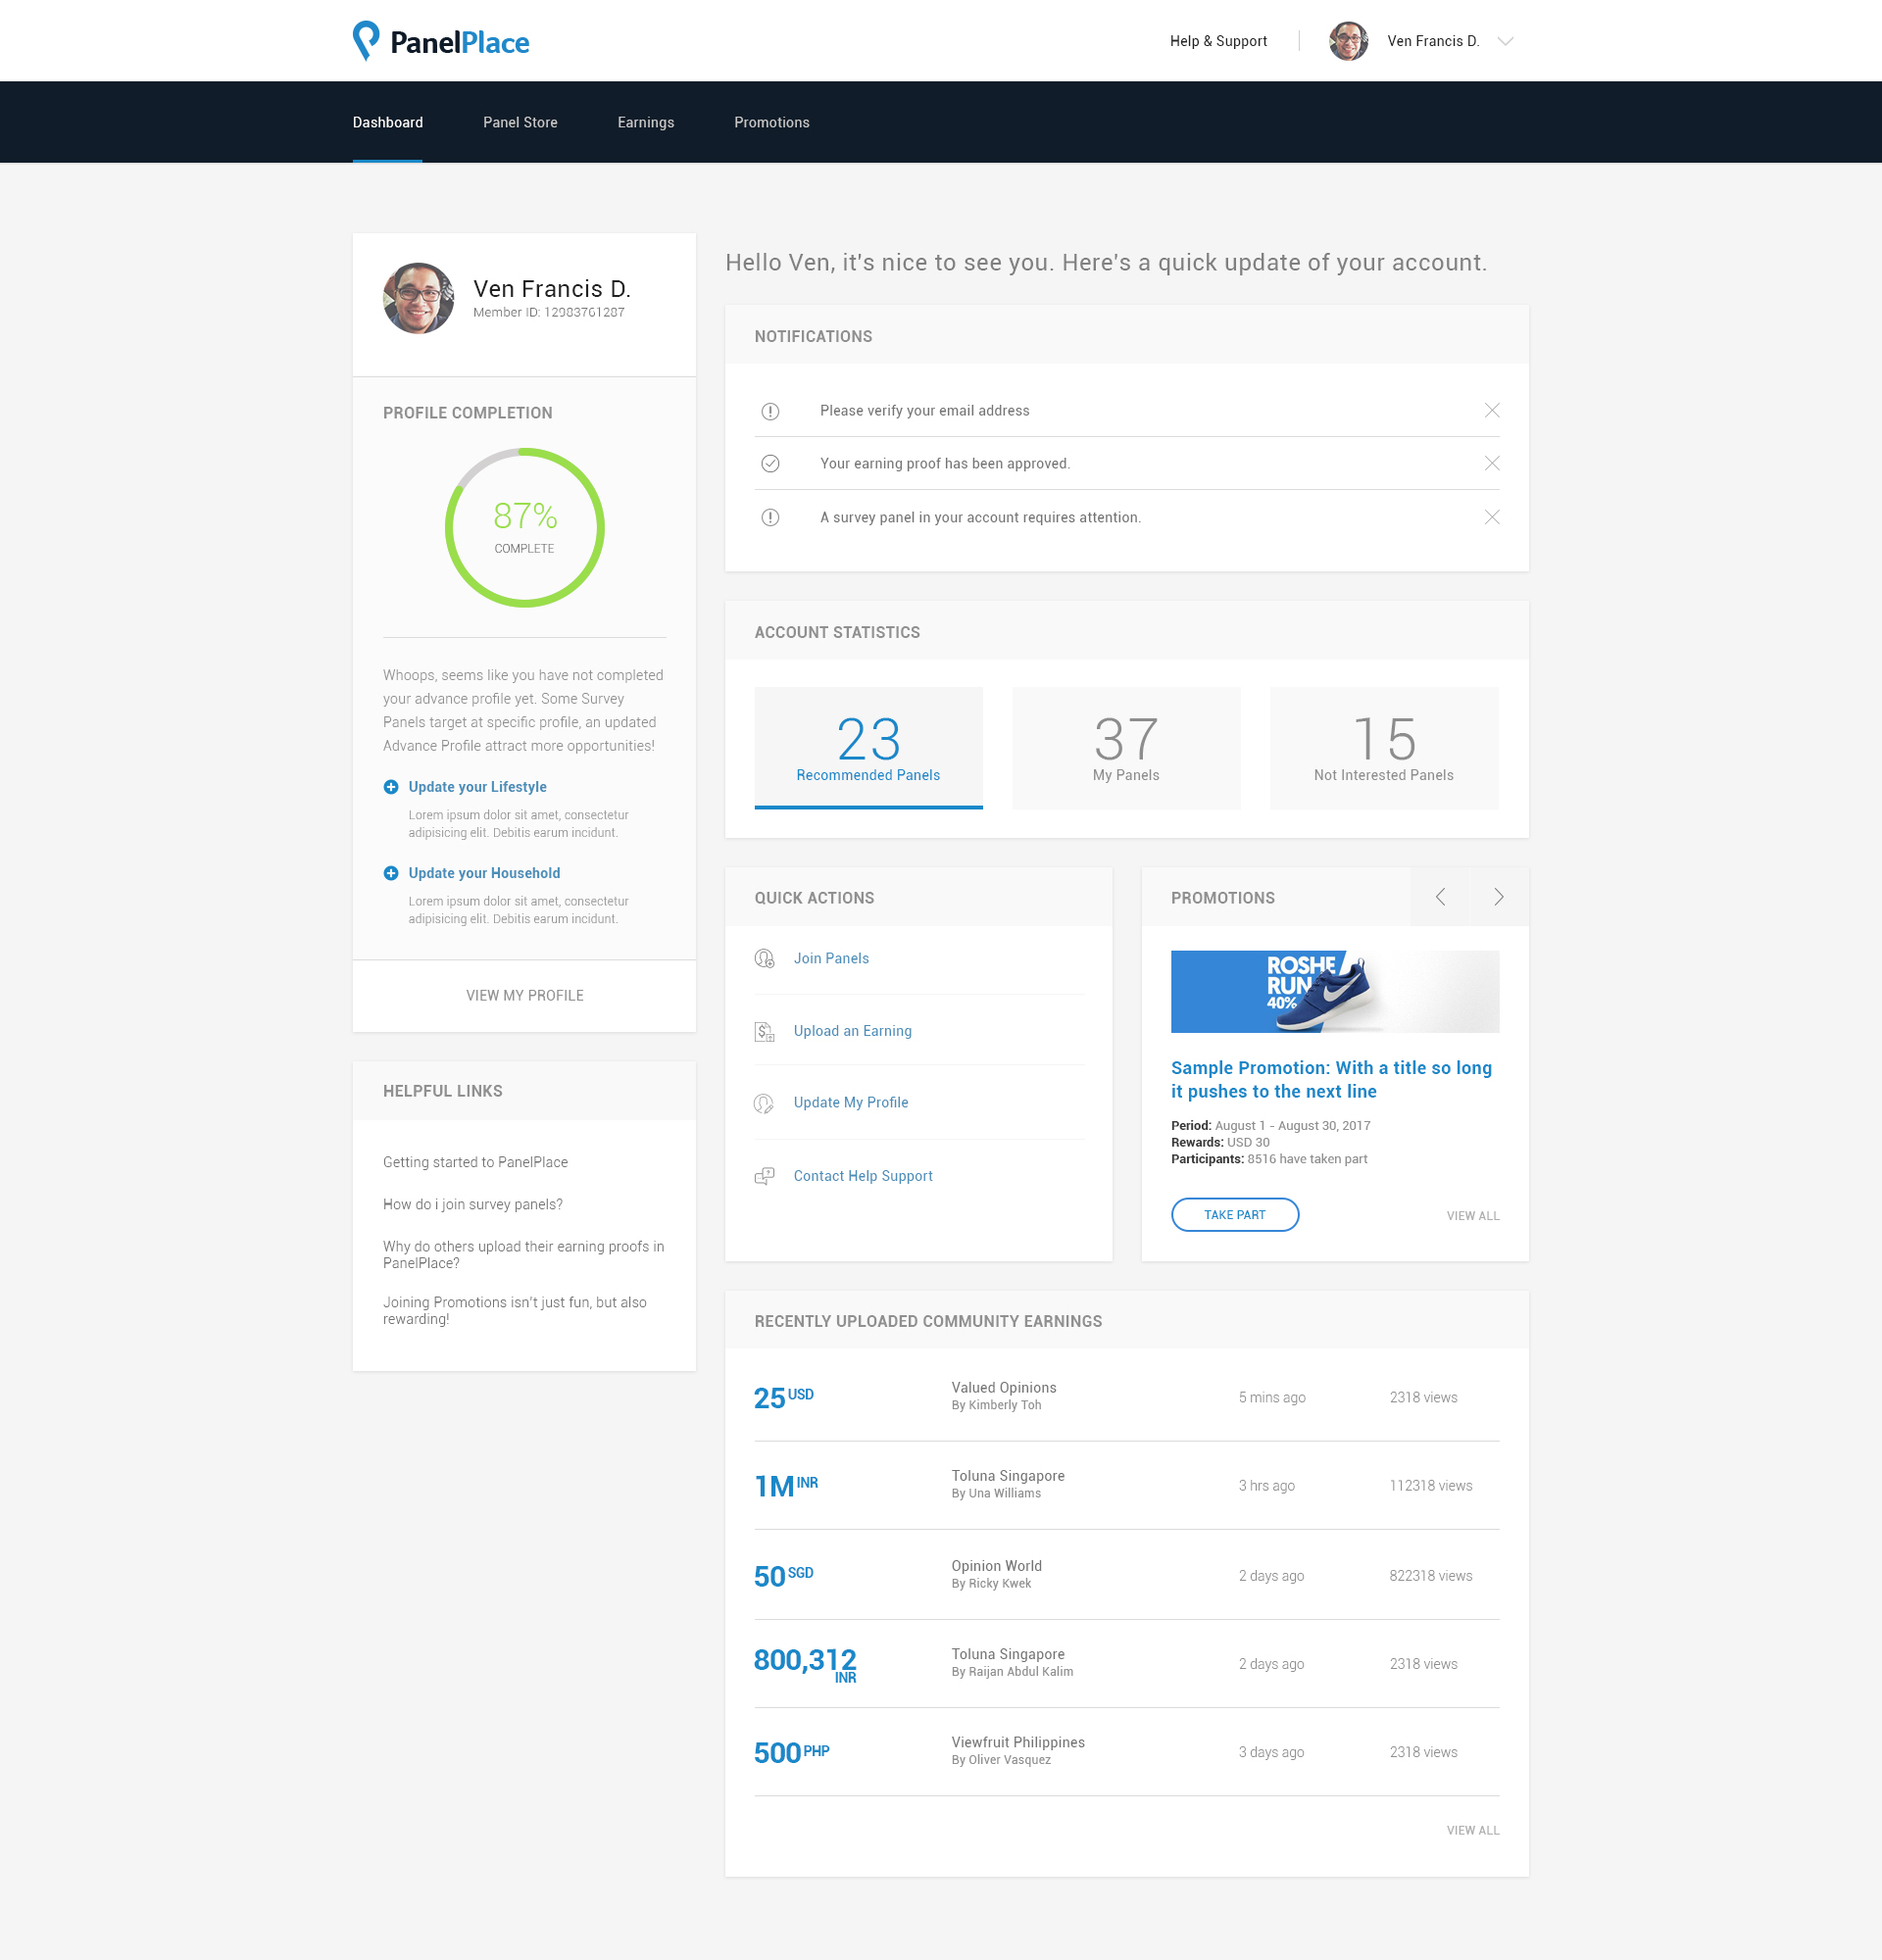 PanelPlace
Help & Support
Ven Francis D.
Dashboard
Panel Store
Earnings
Promotions
Ven Francis D.
Member ID: 12983761287
PROFILE COMPLETION
87%
COMPLETE
Whoops, seems like you have not completed
your advance profile yet. Some Survey
Panels target at specific profile, an updated
Advance Profile attract more opportunities!
Update your Lifestyle
Lorem ipsum dolor sit amet, consectetur
adipisicing elit. Debitis earum incidunt.
Update your Household
Lorem ipsum dolor sit amet, consectetur
adipisicing elit. Debitis earum incidunt.
VIEW MY PROFILE
HELPFUL LINKS
Getting started to PanelPlace
How do i join survey panels?
Why do others upload their earning proofs in
PanelPlace?
Joining Promotions isn't just fun, but also
rewarding!
Hello Ven, it's nice to see you. Here's a quick update of your account.
NOTIFICATIONS
Please verify your email address
Your earning proof has been approved.
A survey panel in your account requires attention.
ACCOUNT STATISTICS
23
Recommended Panels
37
My Panels
15
Not Interested Panels
QUICK ACTIONS
Join Panels
Upload an Earning
Update My Profile
Contact Help Support
PROMOTIONS
ROSHE
RUN
40%
Sample Promotion: With a title so long
it pushes to the next line
Period: August 1 - August 30, 2017
Rewards: USD 30
Participants: 8516 have taken part
TAKE PART
VIEW ALL
RECENTLY UPLOADED COMMUNITY EARNINGS
25 USD
Valued Opinions
By Kimberly Toh
5 mins ago
2318 views
1M INR
Toluna Singapore
By Una Williams
3 hrs ago
112318 views
50 SGD
Opinion World
By Ricky Kwek
2 days ago
822318 views
800,312
INR
Toluna Singapore
By Raijan Abdul Kalim
2 days ago
2318 views
500 PHP
Viewfruit Philippines
By Oliver Vasquez
3 days ago
2318 views
VIEW ALL